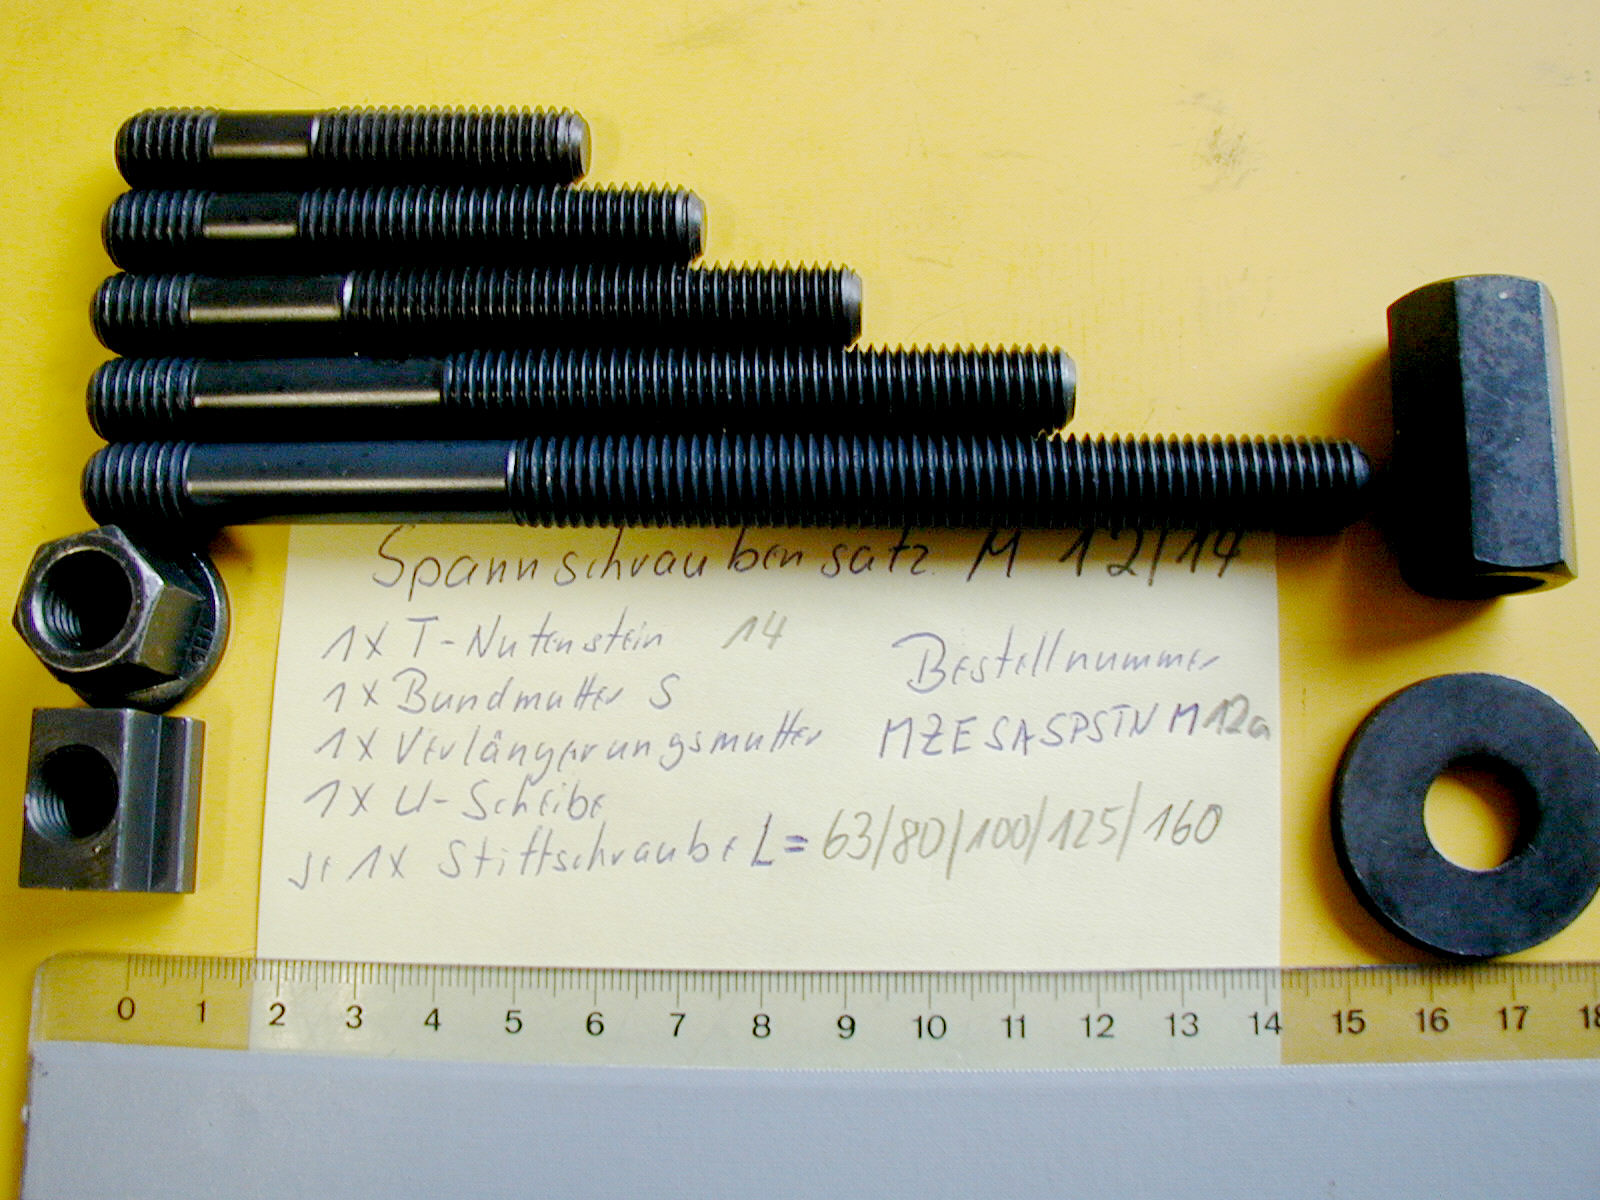 Spannschraubensatz M 12/14
1x T-Nutenstein 14
1x Bundmutter S
1x Verlängerungsmutter
1x U-Scheibe
je 1x Stiftschraube L= 63/80/100/125/160
Bestellnummer
MZESASPSTNM12a
0 1 2 3 4 5 6 7 8 9 10 11 12 13 14 15 16 17 18